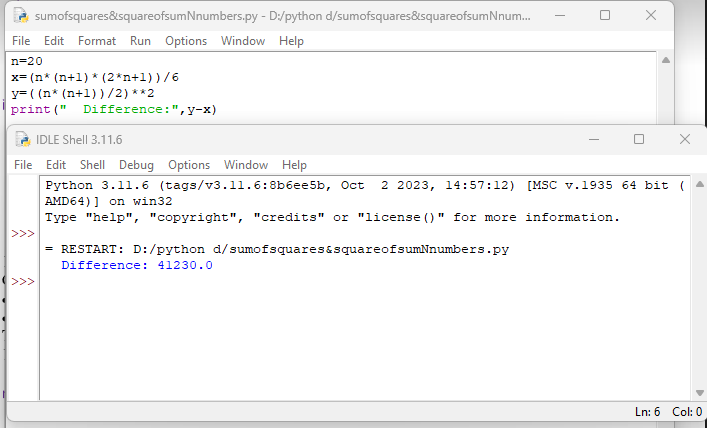 sumofsquares&squareofsumNnumbers.py - D:/python d/sumofsquares&squareofsumNnum...
File Edit Format Run Options Window Help
n=20
x=(n*(n+1)*(2*n+1))/6
y=((n*(n+1))/2)**2
print("  Difference:",y-x)
IDLE Shell 3.11.6
File Edit Shell Debug Options Window Help
Python 3.11.6 (tags/v3.11.6:8b6ee5b, Oct  2 2023, 14:57:12) [MSC v.1935 64 bit (
AMD64)] on win32
Type "help", "copyright", "credits" or "license()" for more information.
>>>
= RESTART: D:/python d/sumofsquares&squareofsumNnumbers.py
  Difference: 41230.0
>>>
Ln: 6 Col: 0